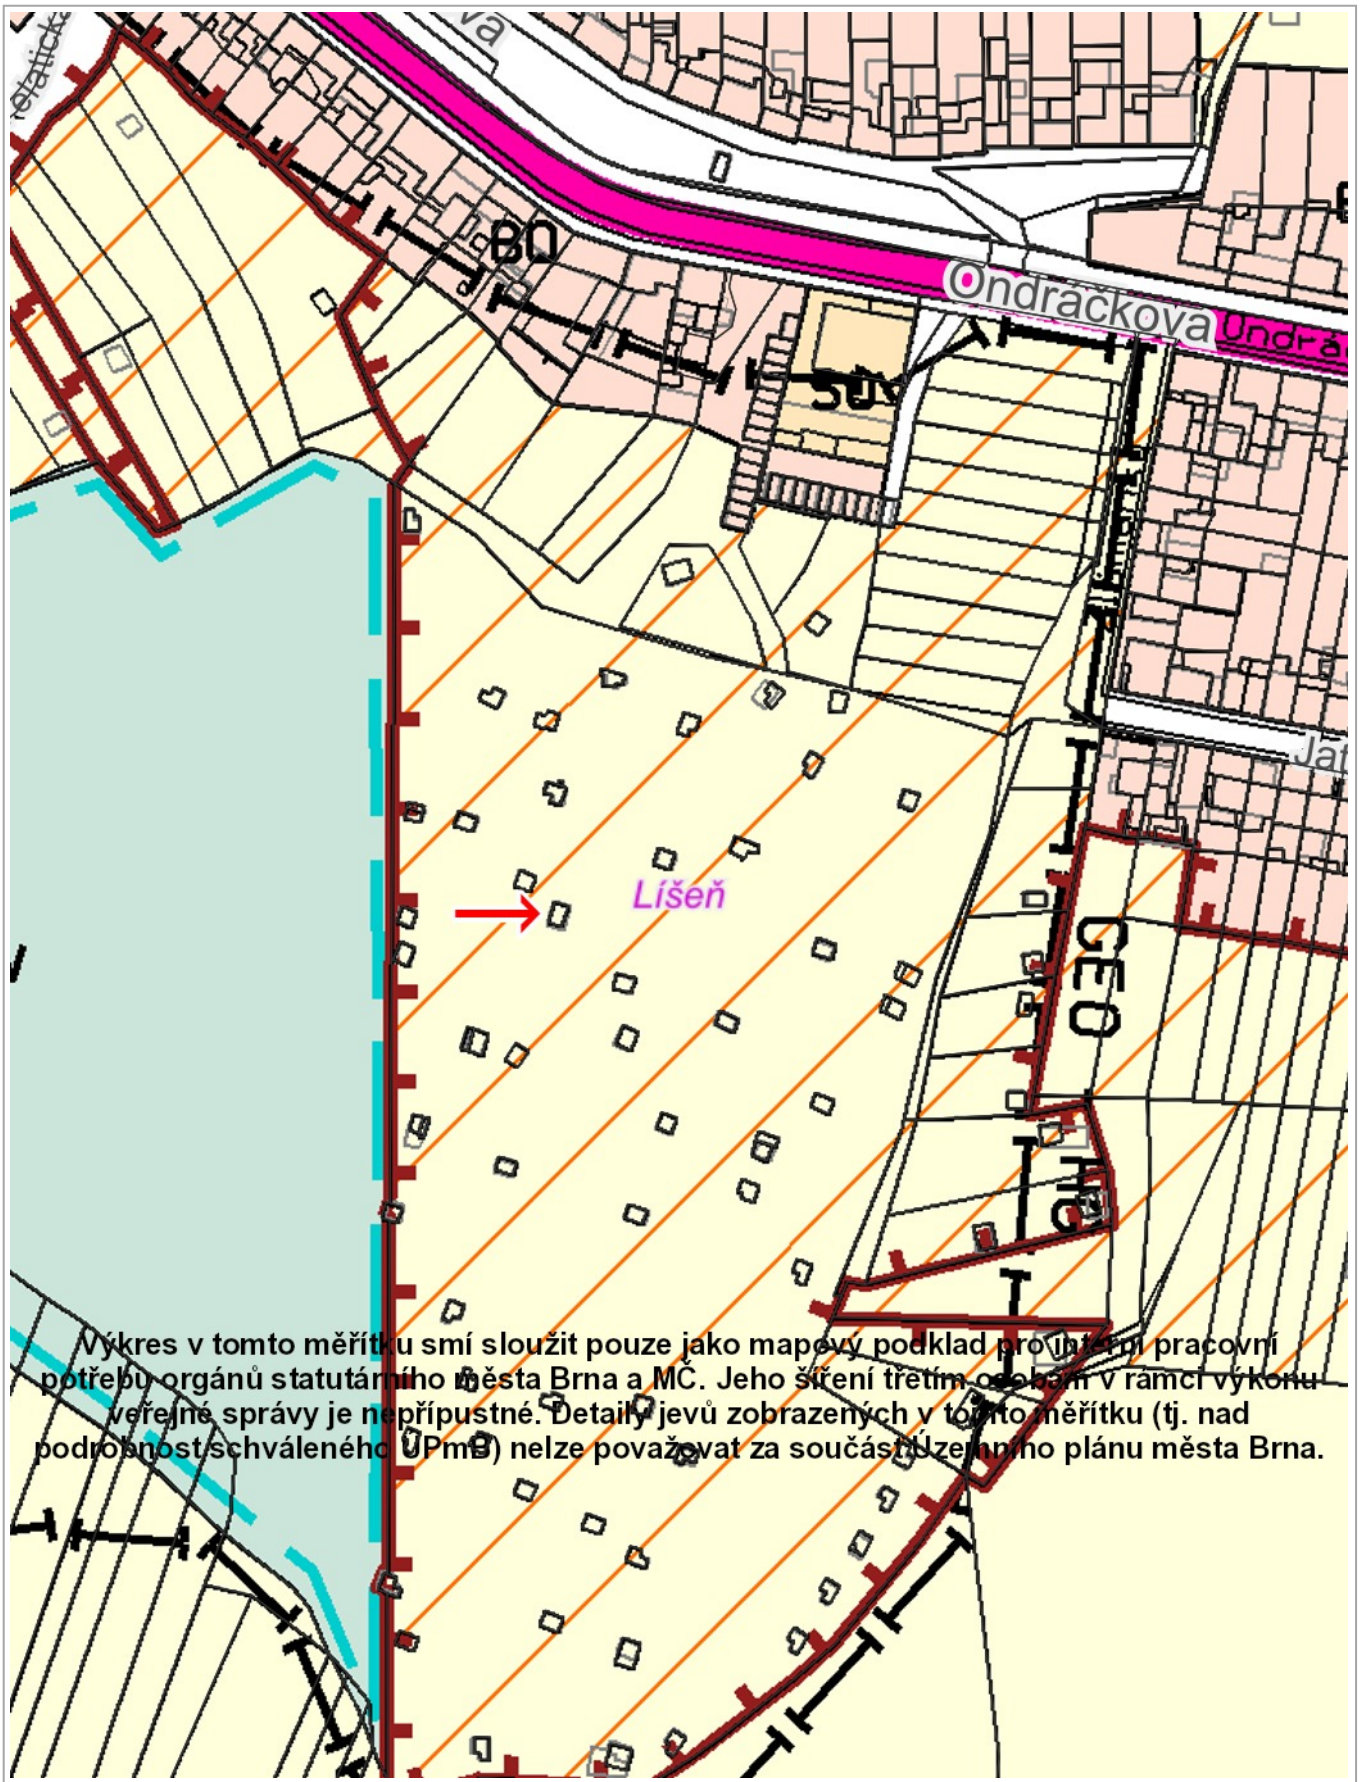 BO
Ondráčkova
SO
Jat
Líšeň
GEO
Výkres v tomto měřítku smí sloužit pouze jako mapový podklad pro interní pracovní
potřebu orgánů statutárního města Brna a MČ. Jeho šíření třetím osobám v rámci výkonu
veřejné správy je nepřípustné. Detaily jevů zobrazených v tomto měřítku (tj. nad
podrobnost schváleného ÚPmB) nelze považovat za součást Územního plánu města Brna.